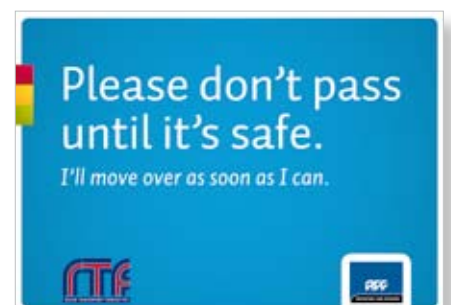 Please don't pass
until it's safe.
I'll move over as soon as I can.
RTF